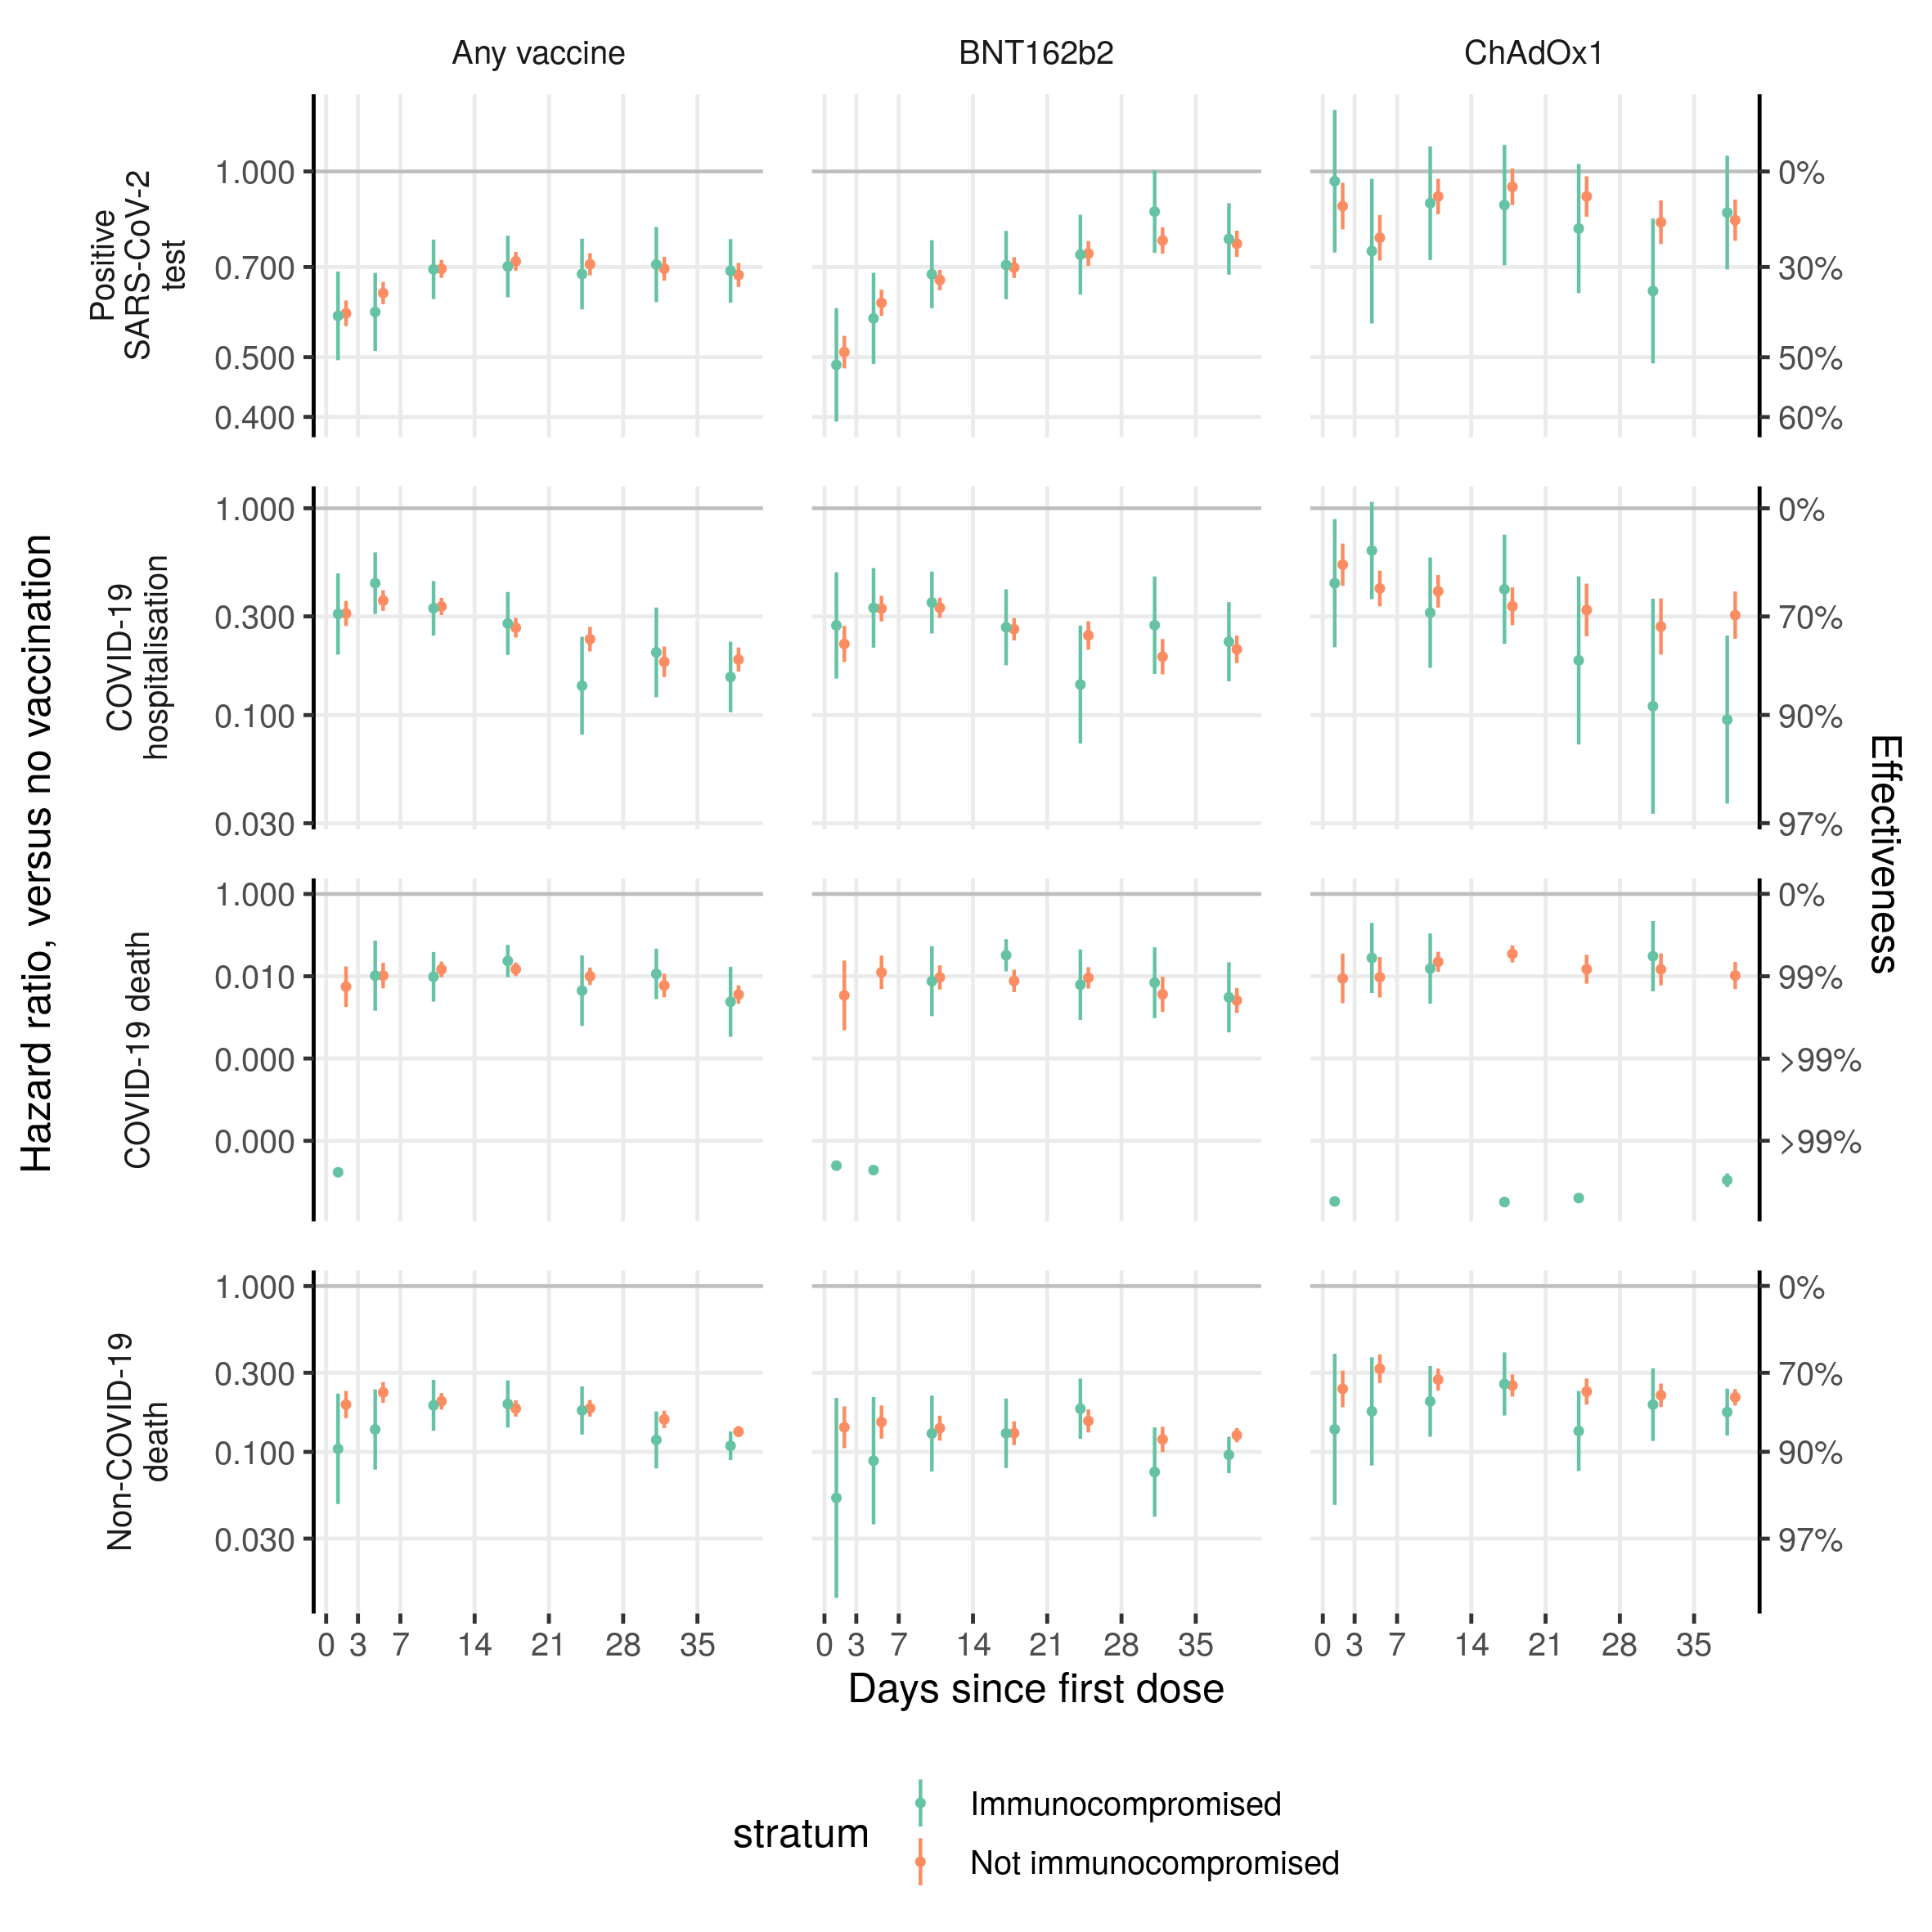 Any vaccine
BNT162b2
ChAdOx1
Hazard ratio, versus no vaccination
Effectiveness
Positive
SARS-CoV-2
test
1.000
0.700
0.500
0.400
0%
30%
50%
60%
COVID-19
hospitalisation
1.000
0.300
0.100
0.030
0%
70%
90%
97%
COVID-19 death
1.000
0.010
0.000
0.000
0%
99%
>99%
>99%
Non-COVID-19
death
1.000
0.300
0.100
0.030
0%
70%
90%
97%
0 3 7 14 21 28 35
0 3 7 14 21 28 35
0 3 7 14 21 28 35
Days since first dose
stratum
Immunocompromised
Not immunocompromised